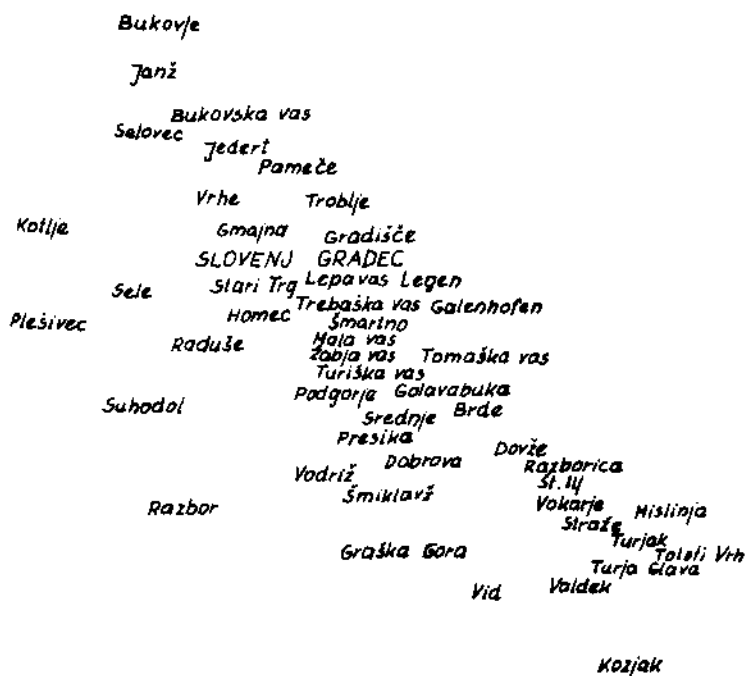 Bukovje
Janž
Bukovska vas
Selovec
Jedert
Pameče
Vrhe
Troblje
Kotlje
Gmajna
Gradišče
SLOVENJ GRADEC
Stari Trg Lepa vas Legen
Sele
Trebaška vas Galenhofen
Homec
Šmartno
Plešivec
Mala vas
Raduše
Žabja vas Tomaška vas
Turiška vas
Podgorje Golavabuka
Suhodol
Srednje Brde
Presika
Dovže
Dobrova
Razborica
Vodriž
Št. Ilj
Šmiklavž
Vokarje
Mislinja
Razbor
Straže
Turjak
Graška Gora
Tolsti Vrh
Turja Glava
Vid
Valdek
Kozjak